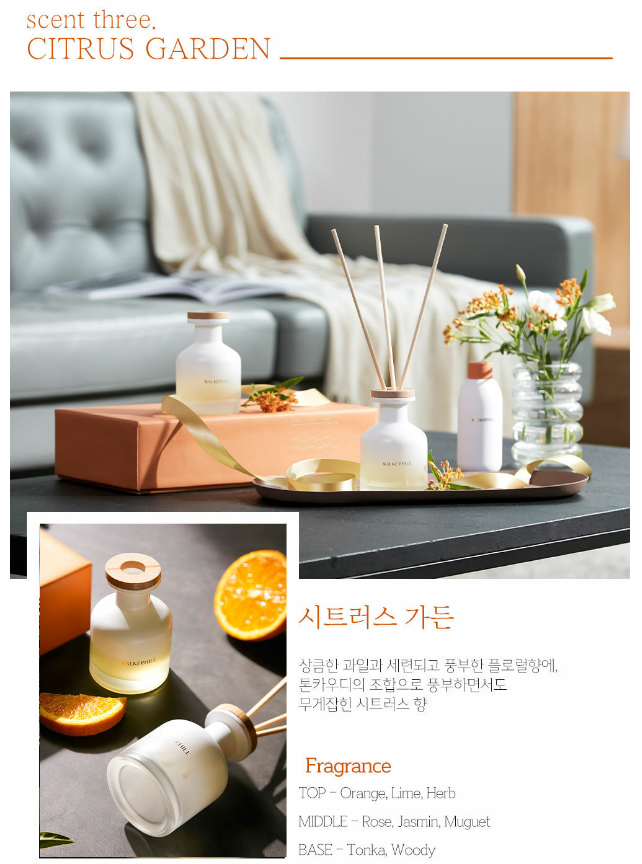 scent three.
CITRUS GARDEN
시트러스 가든
상큼한 과일과 세련되고 풍부한 플로럴향에,
톤카우디의 조합으로 풍부하면서도
무게잡힌 시트러스 향
Fragrance
TOP - Orange, Lime, Herb
MIDDLE - Rose, Jasmin, Muguet
BASE - Tonka, Woody